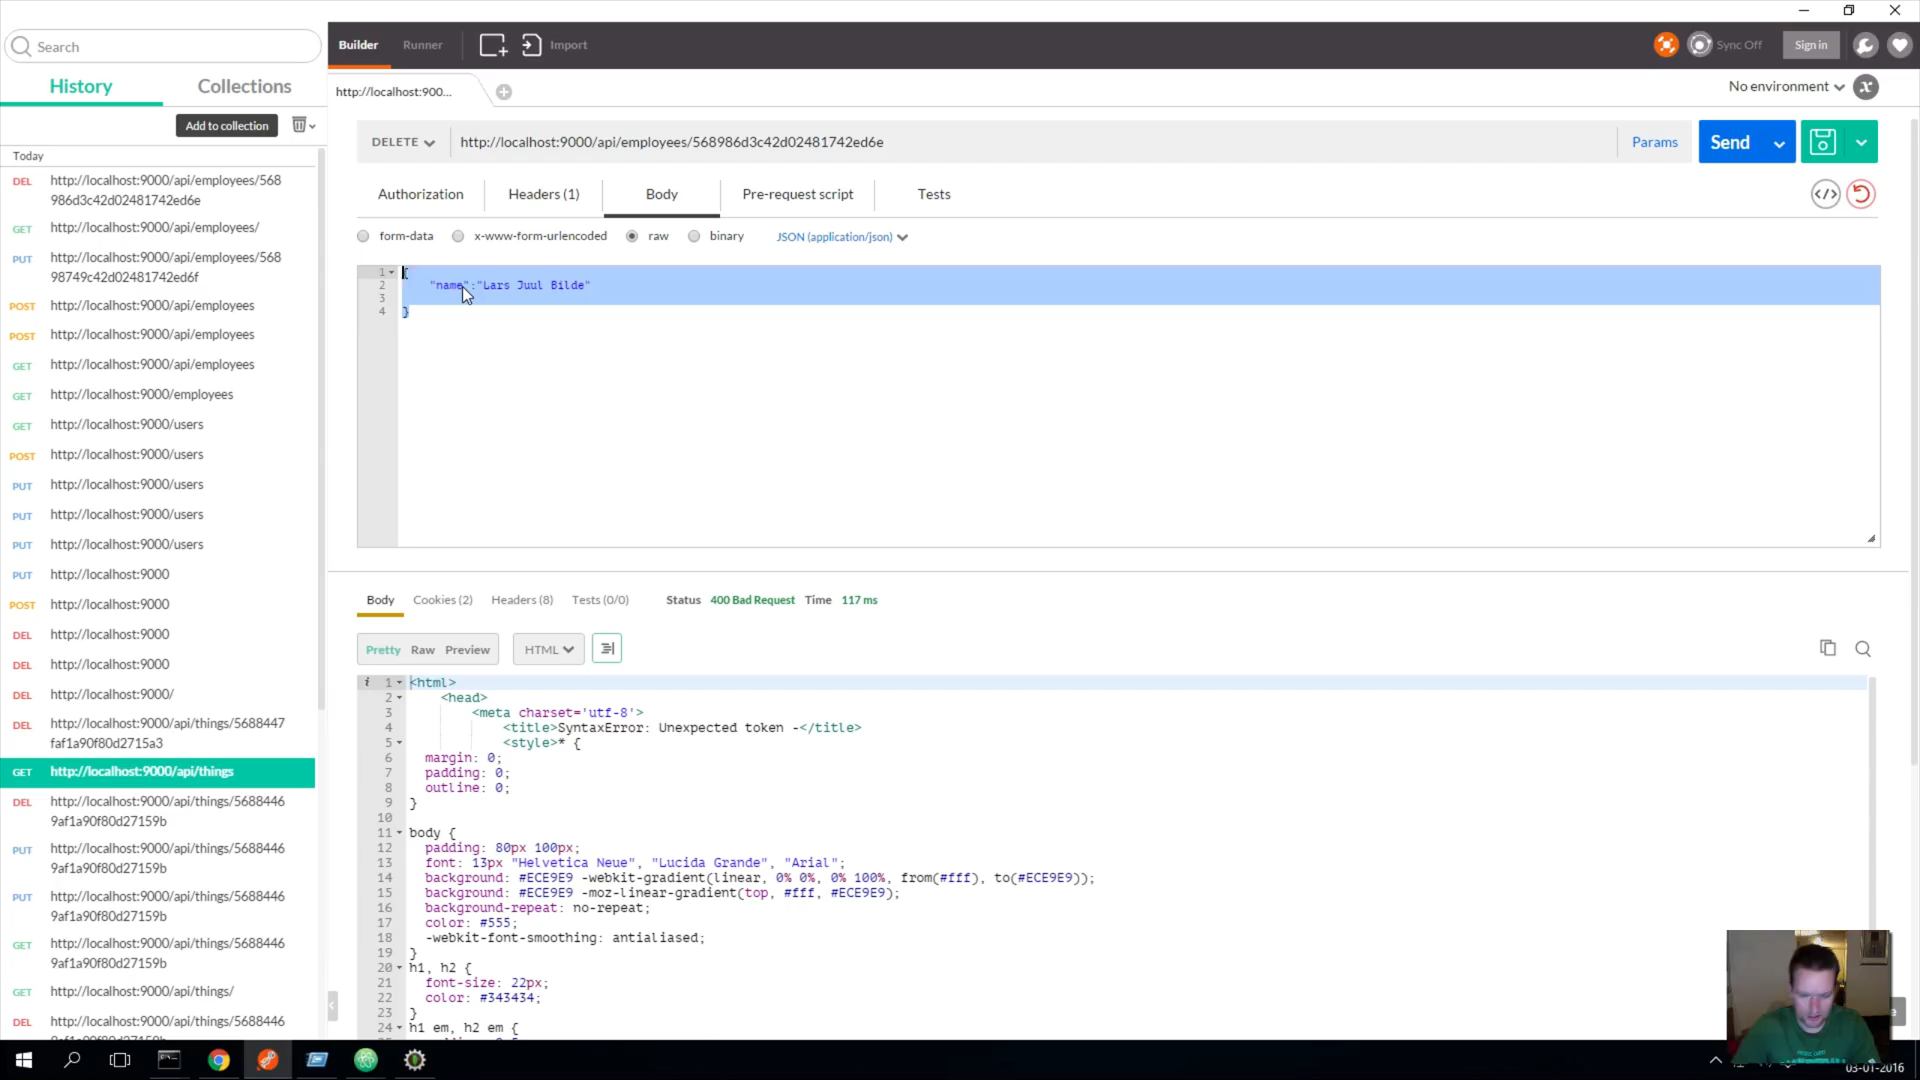 Search
Builder
Runner
Import
Sync Off
Sign in
History
Collections
http://localhost:900...
No environment
Add to collection
DELETE
http://localhost:9000/api/employees/568986d3c42d02481742ed6e
Params
Send
Today
DEL http://localhost:9000/api/employees/568
986d3c42d02481742ed6e
GET http://localhost:9000/api/employees/
PUT http://localhost:9000/api/employees/568
98749c42d02481742ed6f
POST http://localhost:9000/api/employees
POST http://localhost:9000/api/employees
GET http://localhost:9000/api/employees
GET http://localhost:9000/employees
GET http://localhost:9000/users
POST http://localhost:9000/users
PUT http://localhost:9000/users
PUT http://localhost:9000/users
PUT http://localhost:9000/users
PUT http://localhost:9000
POST http://localhost:9000
DEL http://localhost:9000
DEL http://localhost:9000
DEL http://localhost:9000/
DEL http://localhost:9000/api/things/5688447
faf1a90f80d2715a3
GET http://localhost:9000/api/things
DEL http://localhost:9000/api/things/5688446
9af1a90f80d27159b
PUT http://localhost:9000/api/things/5688446
9af1a90f80d27159b
PUT http://localhost:9000/api/things/5688446
9af1a90f80d27159b
GET http://localhost:9000/api/things/5688446
9af1a90f80d27159b
GET http://localhost:9000/api/things/
DEL http://localhost:9000/api/things/5688446
Authorization
Headers (1)
Body
Pre-request script
Tests
form-data
x-www-form-urlencoded
raw
binary
JSON (application/json)
1 {
2 "name":"Lars Juul Bilde"
3
4 }
Body
Cookies (2)
Headers (8)
Tests (0/0)
Status 400 Bad Request Time 117 ms
Pretty Raw Preview
HTML
i 1 <html>
2 <head>
3 <meta charset='utf-8'>
4 <title>SyntaxError: Unexpected token -</title>
5 <style>* {
6 margin: 0;
7 padding: 0;
8 outline: 0;
9 }
10
11 body {
12 padding: 80px 100px;
13 font: 13px "Helvetica Neue", "Lucida Grande", "Arial";
14 background: #ECE9E9 -webkit-gradient(linear, 0% 0%, 0% 100%, from(#fff), to(#ECE9E9));
15 background: #ECE9E9 -moz-linear-gradient(top, #fff, #ECE9E9);
16 background-repeat: no-repeat;
17 color: #555;
18 -webkit-font-smoothing: antialiased;
19 }
20 h1, h2 {
21 font-size: 22px;
22 color: #343434;
23 }
24 h1 em, h2 em {
03-01-2016